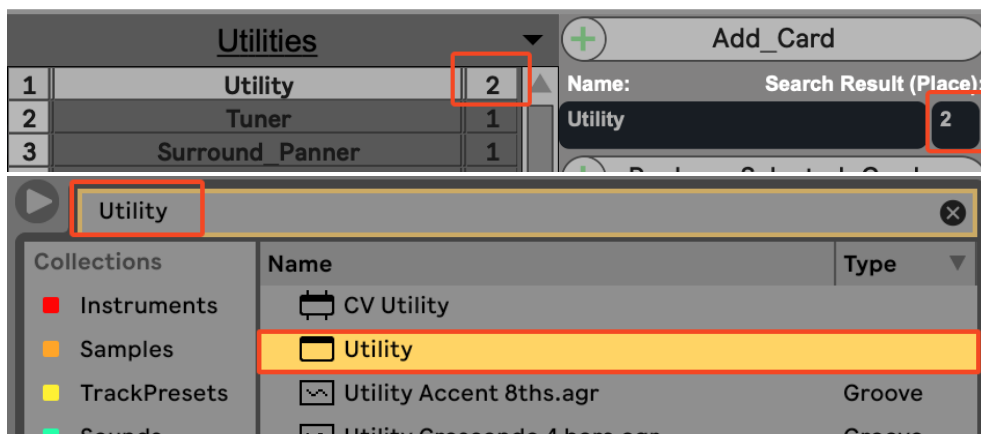 Utilities
Add_Card
1 Utility 2
Name: Search Result (Place):
2 Tuner 1
Utility 2
3 Surround_Panner 1
Utility
Collections
Name Type
Instruments
CV Utility
Samples
Utility
TrackPresets
Utility Accent 8ths.agr Groove